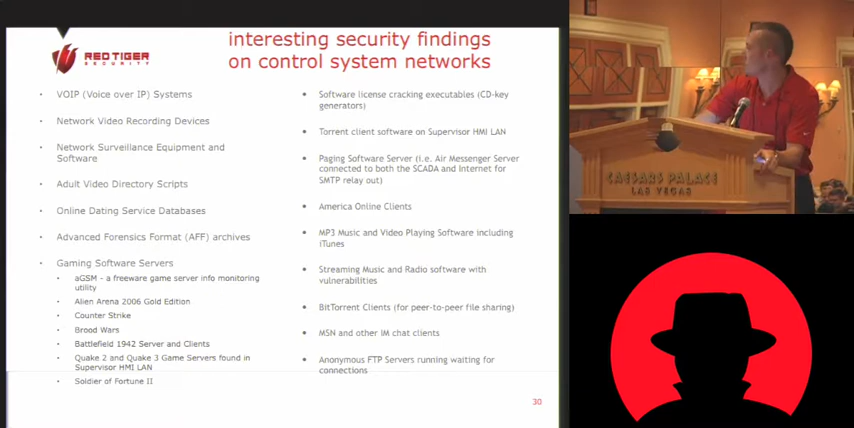 RED TIGER
SECURITY
interesting security findings
on control system networks
• VOIP (Voice over IP) Systems
• Network Video Recording Devices
• Network Surveillance Equipment and
Software
• Adult Video Directory Scripts
• Online Dating Service Databases
• Advanced Forensics Format (AFF) archives
• Gaming Software Servers
• aGSM - a freeware game server info monitoring
utility
• Alien Arena 2006 Gold Edition
• Counter Strike
• Brood Wars
• Battlefield 1942 Server and Clients
• Quake 2 and Quake 3 Game Servers found in
Supervisor HMI LAN
• Soldier of Fortune II
• Software license cracking executables (CD-key
generators)
• Torrent client software on Supervisor HMI LAN
• Paging Software Server (i.e. Air Messenger Server
connected to both the SCADA and Internet for
SMTP relay out)
• America Online Clients
• MP3 Music and Video Playing Software including
iTunes
• Streaming Music and Radio software with
vulnerabilities
• BitTorrent Clients (for peer-to-peer file sharing)
• MSN and other IM chat clients
• Anonymous FTP Servers running waiting for
connections
30
CAESARS PALACE
LAS VEGAS